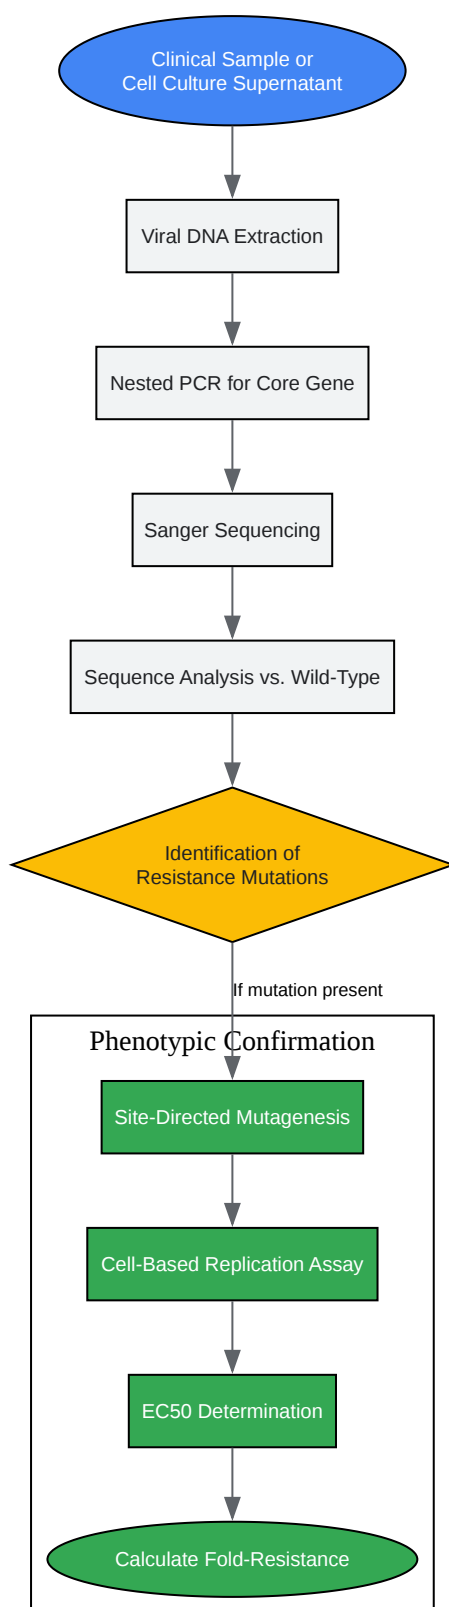 Clinical Sample or
Cell Culture Supernatant
Viral DNA Extraction
Nested PCR for Core Gene
Sanger Sequencing
Sequence Analysis vs. Wild-Type
Identification of
Resistance Mutations
If mutation present
Phenotypic Confirmation
Site-Directed Mutagenesis
Cell-Based Replication Assay
EC50 Determination
Calculate Fold-Resistance